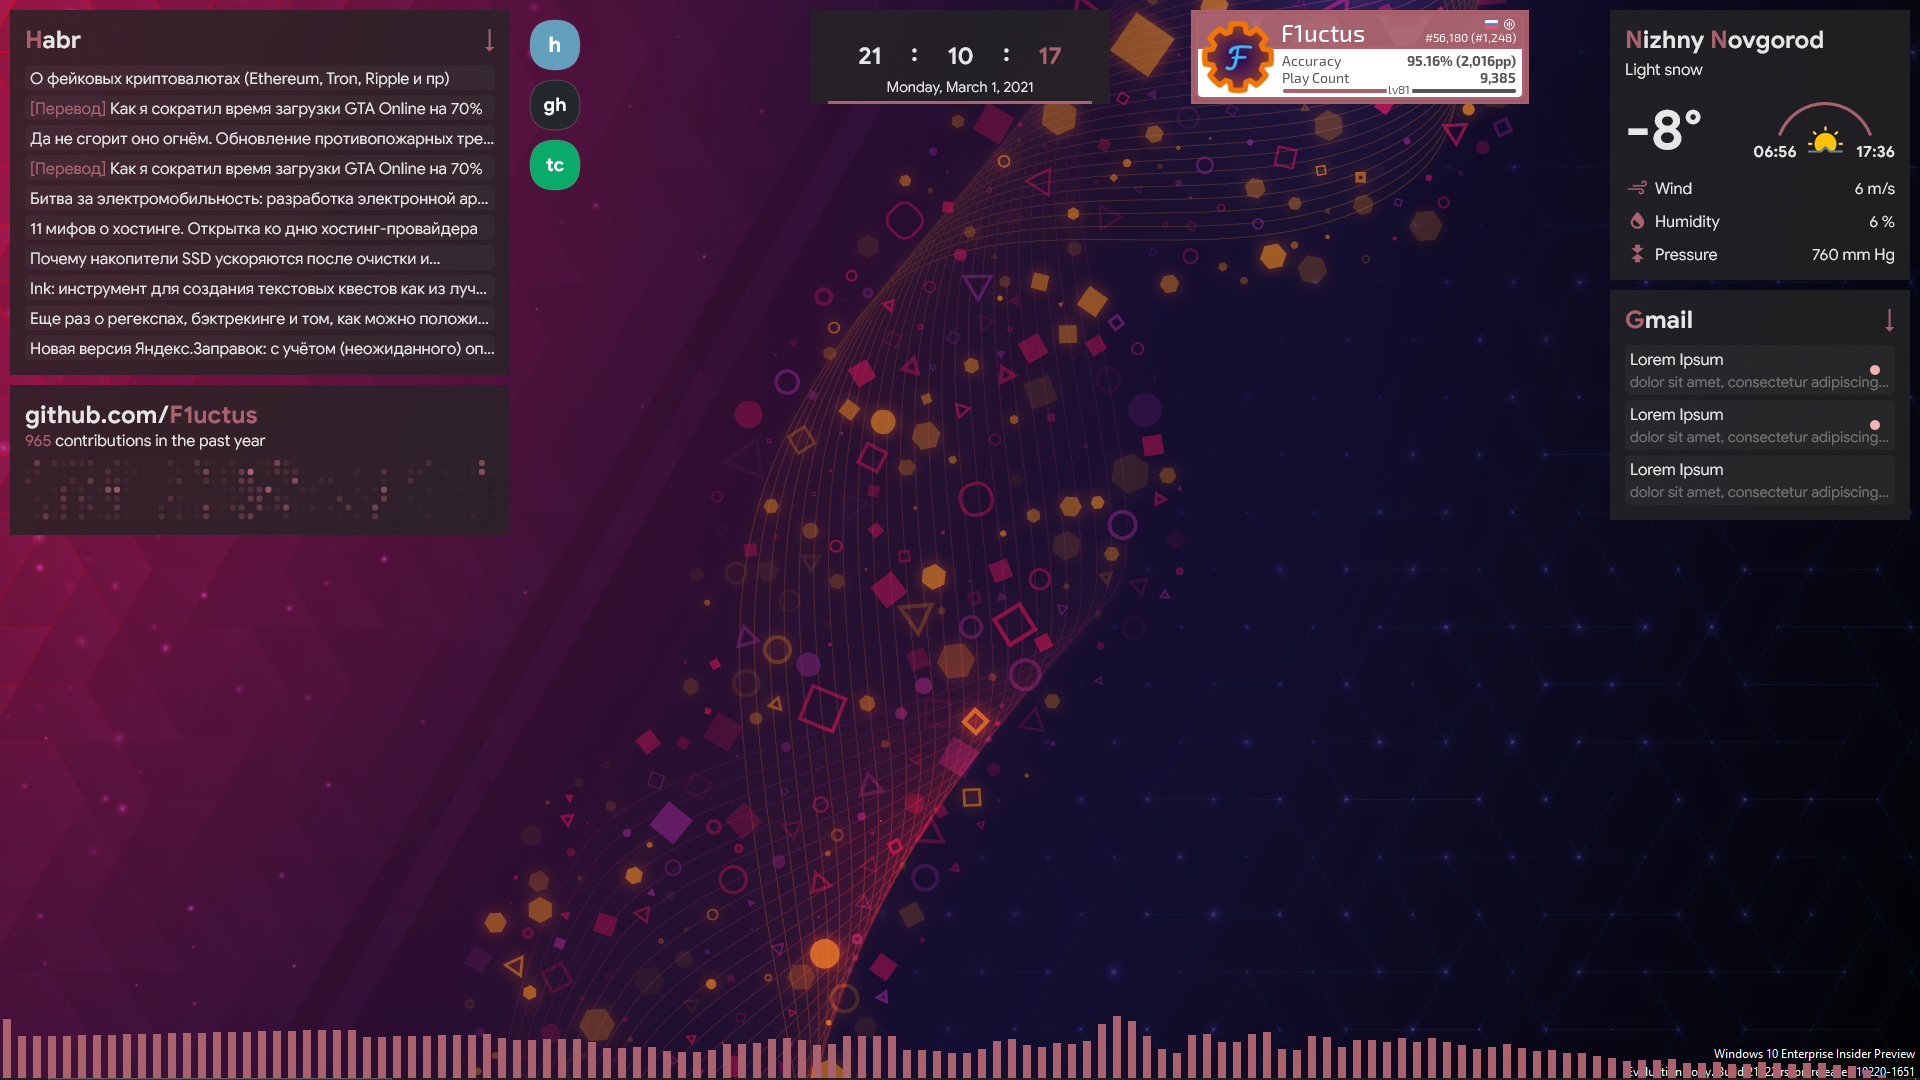 Habr
О фейковых криптовалютах (Ethereum, Tron, Ripple и пр)
[Перевод] Как я сократил время загрузки GTA Online на 70%
Да не сгорит оно огнём. Обновление противопожарных тре...
[Перевод] Как я сократил время загрузки GTA Online на 70%
Битва за электромобильность: разработка электронной ар...
11 мифов о хостинге. Открытка ко дню хостинг-провайдера
Почему накопители SSD ускоряются после очистки и...
Ink: инструмент для создания текстовых квестов как из луч...
Еще раз о регекспах, бэктрекинге и том, как можно положи...
Новая версия Яндекс.Заправок: с учётом (неожиданного) оп...
github.com/F1uctus
965 contributions in the past year
h
gh
tc
21 : 10 : 17
Monday, March 1, 2021
F
F1uctus
#56,180 (#1,248)
Accuracy 95.16% (2,016pp)
Play Count 9,385
lv81
Nizhny Novgorod
Light snow
-8°
06:56 17:36
Wind 6 m/s
Humidity 6 %
Pressure 760 mm Hg
Gmail
Lorem Ipsum
dolor sit amet, consectetur adipiscing...
Lorem Ipsum
dolor sit amet, consectetur adipiscing...
Lorem Ipsum
dolor sit amet, consectetur adipiscing...
Windows 10 Enterprise Insider Preview